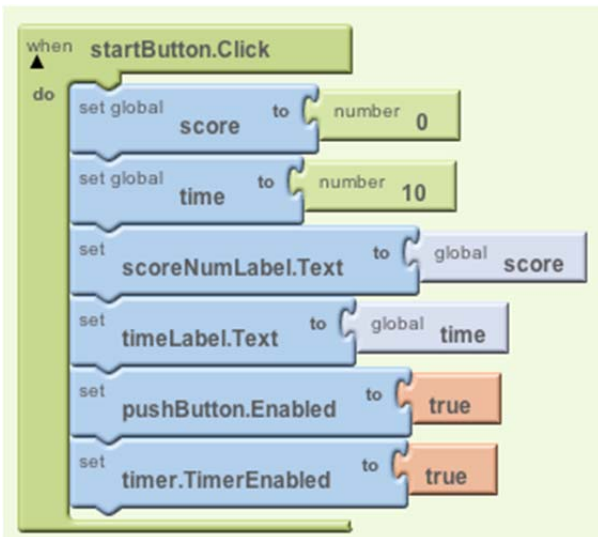 when startButton.Click
do
set global score to number 0
set global time to number 10
set scoreNumLabel.Text to global score
set timeLabel.Text to global time
set pushButton.Enabled to true
set timer.TimerEnabled to true